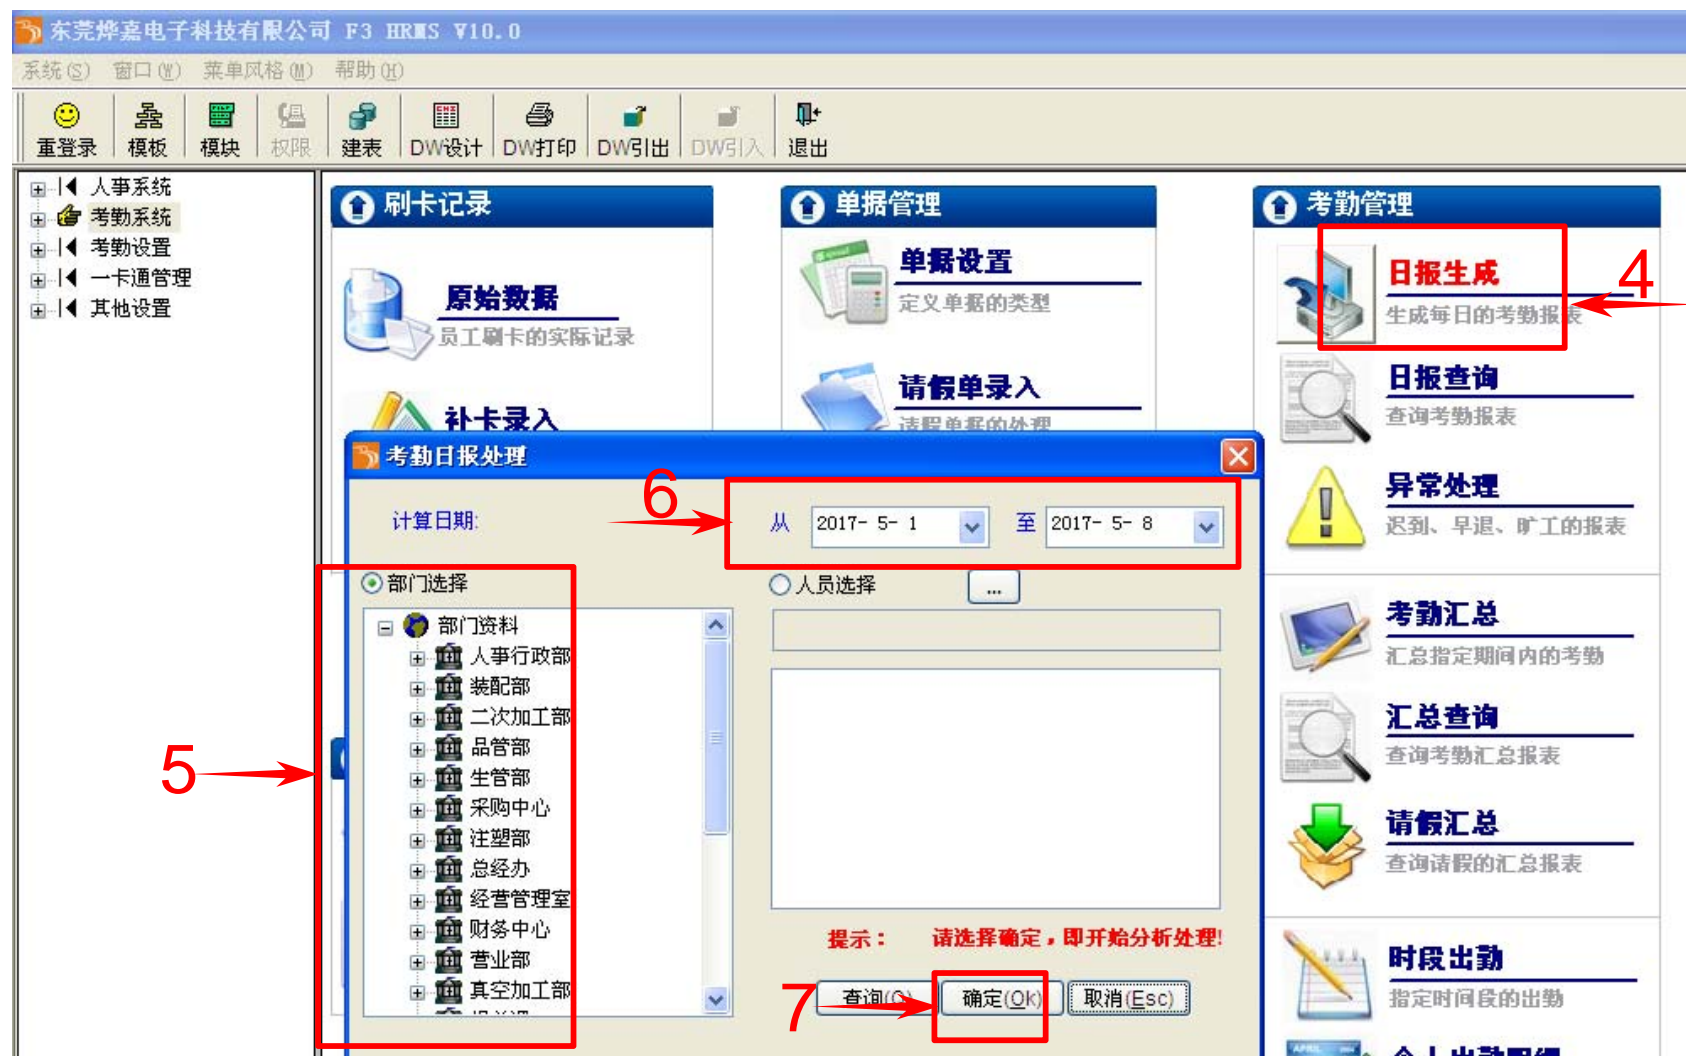 东莞烨嘉电子科技有限公司 F3 HRMS V10.0
系统(S) 窗口(W) 菜单风格(M) 帮助(H)
重登录 模板 模块 权限 建表 DW设计 DW打印 DW引出 DW引入 退出
人事系统
考勤系统
考勤设置
一卡通管理
其他设置
刷卡记录
原始数据
员工刷卡的实际记录
补卡录入
单据管理
单据设置
定义单据的类型
请假单录入
请假单据的处理
考勤管理
日报生成
生成每日的考勤报表
4
日报查询
查询考勤报表
异常处理
迟到、早退、旷工的报表
考勤汇总
汇总指定期间内的考勤
汇总查询
查询考勤汇总报表
请假汇总
查询请假的汇总报表
时段出勤
指定时间段的出勤
考勤日报处理
6
计算日期: 从 2017- 5- 1 至 2017- 5- 8
部门选择 人员选择 ...
5
部门资料
人事行政部
装配部
二次加工部
品管部
生管部
采购中心
注塑部
总经办
经营管理室
财务中心
营业部
真空加工部
提示： 请选择确定，即开始分析处理!
7
查询(Q) 确定(Ok) 取消(Esc)